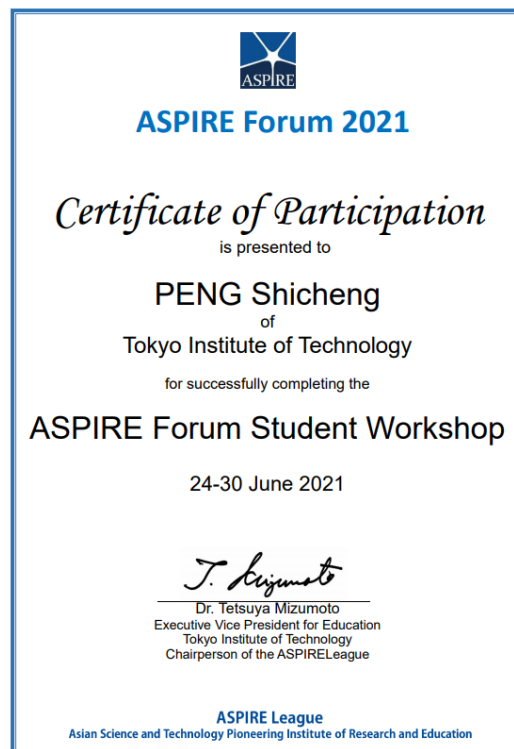 ASPIRE
ASPIRE Forum 2021
Certificate of Participation
is presented to
PENG Shicheng
of
Tokyo Institute of Technology
for successfully completing the
ASPIRE Forum Student Workshop
24-30 June 2021
T. Mizumoto
Dr. Tetsuya Mizumoto
Executive Vice President for Education
Tokyo Institute of Technology
Chairperson of the ASPIRELeague
ASPIRE League
Asian Science and Technology Pioneering Institute of Research and Education